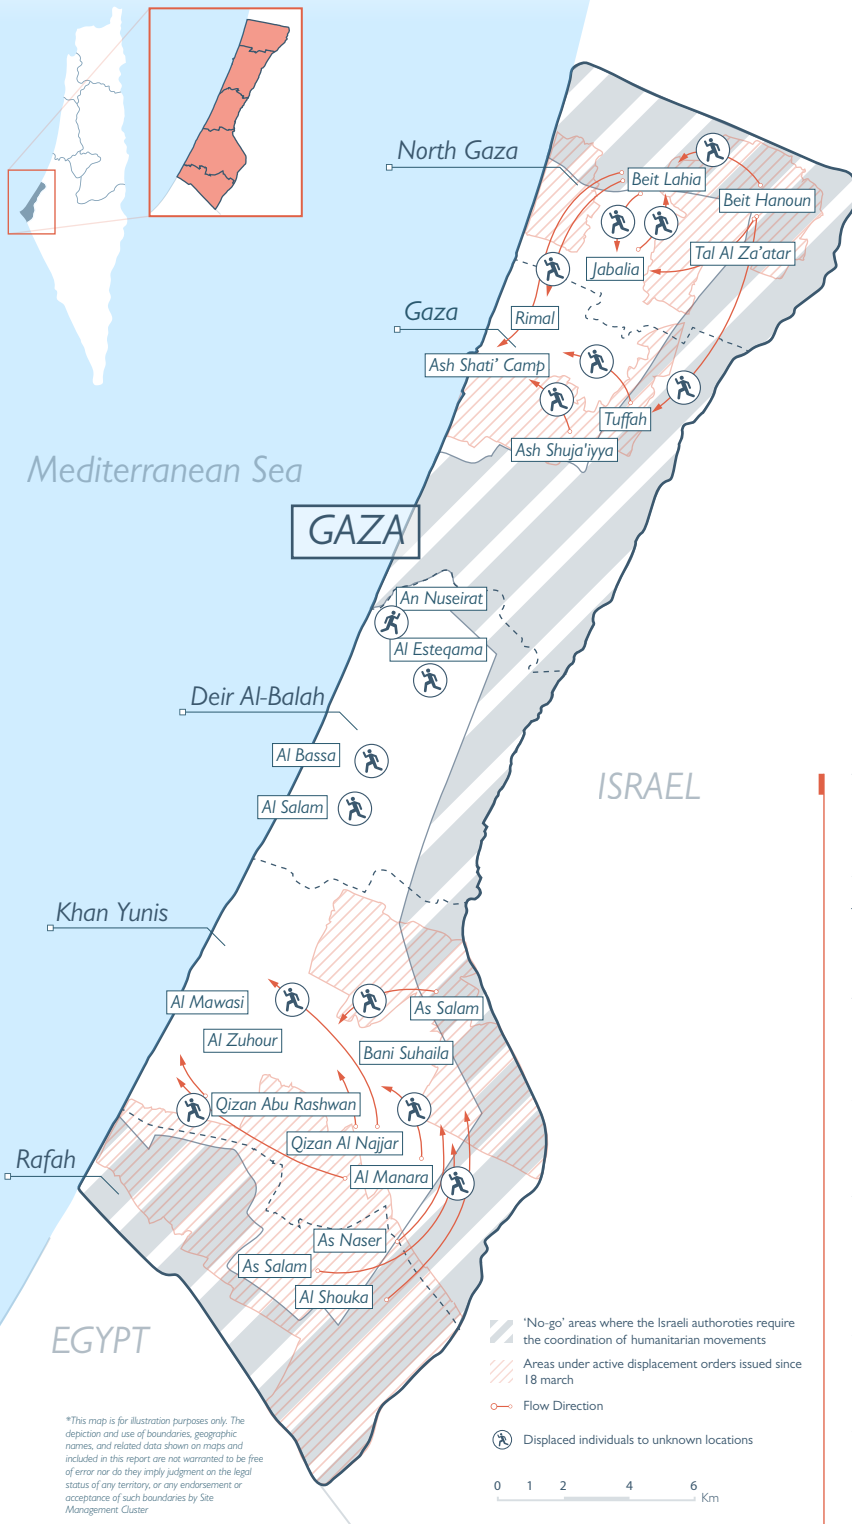 North Gaza
Beit Lahia
Beit Hanoun
Tal Al Za'atar
Jabalia
Gaza
Rimal
Ash Shati' Camp
Tuffah
Ash Shuja'iyya
Mediterranean Sea
GAZA
An Nuseirat
Al Esteqama
Deir Al-Balah
Al Bassa
Al Salam
ISRAEL
Khan Yunis
Al Mawasi
As Salam
Al Zuhour
Bani Suhaila
Qizan Abu Rashwan
Qizan Al Najjar
Rafah
Al Manara
As Naser
As Salam
Al Shouka
EGYPT
'No-go' areas where the Israeli authoroties require
the coordination of humanitarian movements
Areas under active displacement orders issued since
18 march
Flow Direction
Displaced individuals to unknown locations
0 1 2 4 6
Km
*This map is for illustration purposes only. The
depiction and use of boundaries, geographic
names, and related data shown on maps and
included in this report are not warranted to be free
of error nor do they imply judgment on the legal
status of any territory, or any endorsement or
acceptance of such boundaries by Site
Management Cluster